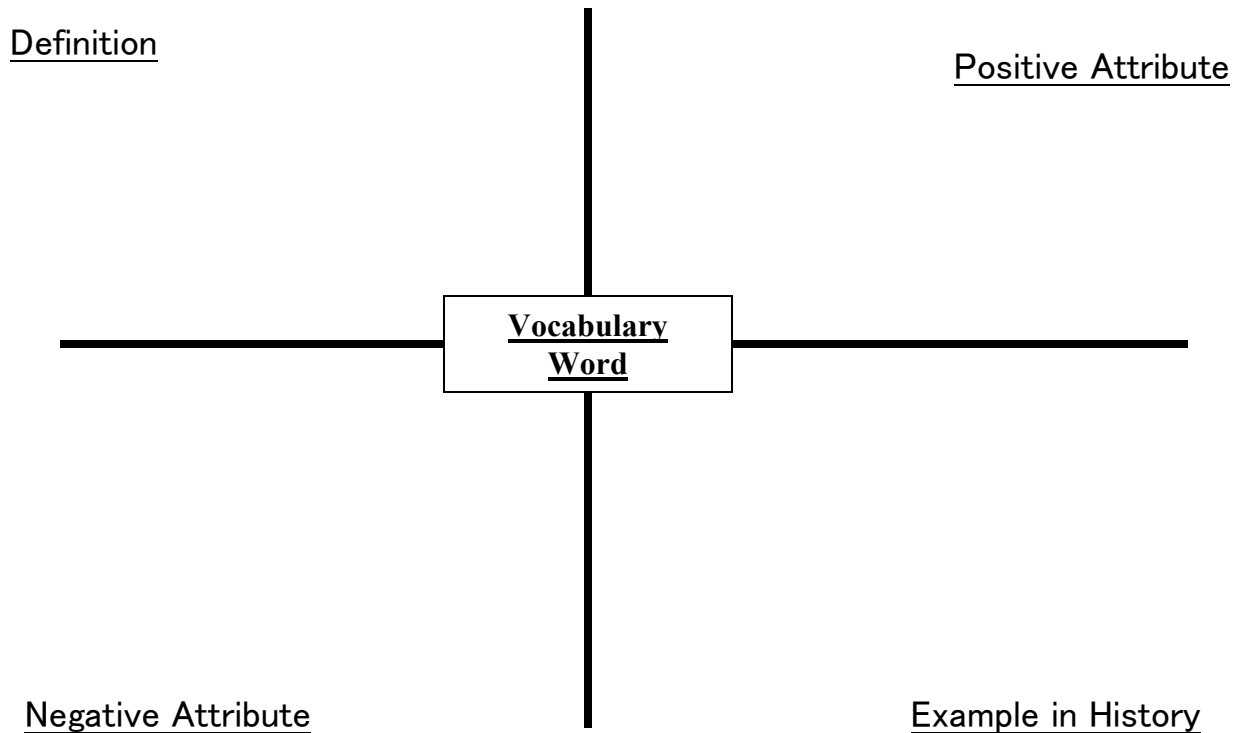 Definition
Positive Attribute
Vocabulary
Word
Negative Attribute
Example in History